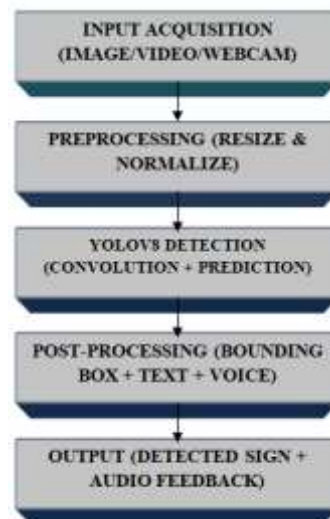 INPUT ACQUISITION
(IMAGE/VIDEO/WEBCAM)
PREPROCESSING (RESIZE &
NORMALIZE)
YOLOV8 DETECTION
(CONVOLUTION + PREDICTION)
POST-PROCESSING (BOUNDING
BOX + TEXT + VOICE)
OUTPUT (DETECTED SIGN +
AUDIO FEEDBACK)